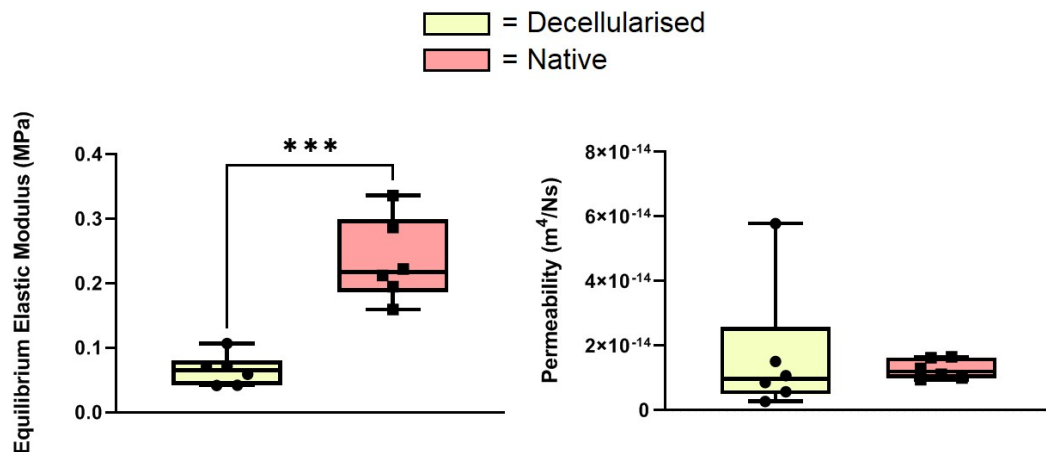 = Decellularised
= Native
Equilibrium Elastic Modulus (MPa)
0.4
0.3
0.2
0.1
0.0
***
Permeability (m⁴/Ns)
8×10⁻¹⁴
6×10⁻¹⁴
4×10⁻¹⁴
2×10⁻¹⁴
0